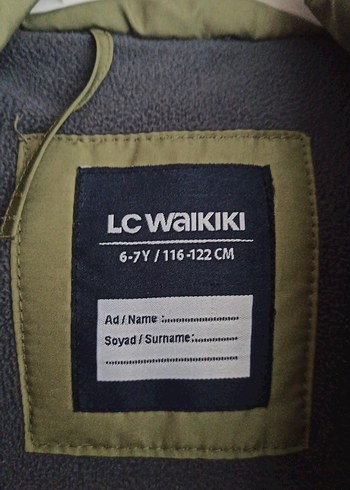 LC WAIKIKI
6-7Y / 116-122 CM
Ad / Name :....................
Soyad / Surname:............
..................................